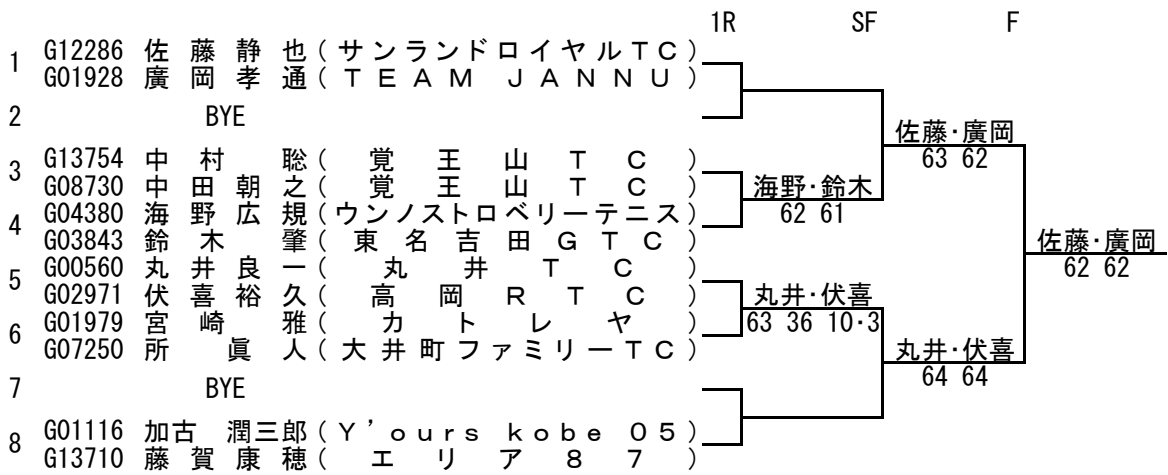 1R SF F
1 G12286 佐藤静也(サンランドロイヤルTC)
G01928 廣岡孝通(TEAM JANNU)
2 BYE
佐藤・廣岡
63 62
3 G13754 中村 聡(覚王山TC)
G08730 中田朝之(覚王山TC)
海野・鈴木
62 61
4 G04380 海野広規(ウンノストロベリーテニス)
G03843 鈴木 肇(東名吉田GTC)
佐藤・廣岡
62 62
5 G00560 丸井良一(丸井TC)
G02971 伏喜裕久(高岡RTC)
丸井・伏喜
63 36 10・3
6 G01979 宮崎 雅(カトレヤ)
G07250 所 眞人(大井町ファミリーTC)
丸井・伏喜
64 64
7 BYE
8 G01116 加古 潤三郎(Y'ours kobe 05)
G13710 藤賀康穂(エリア87)